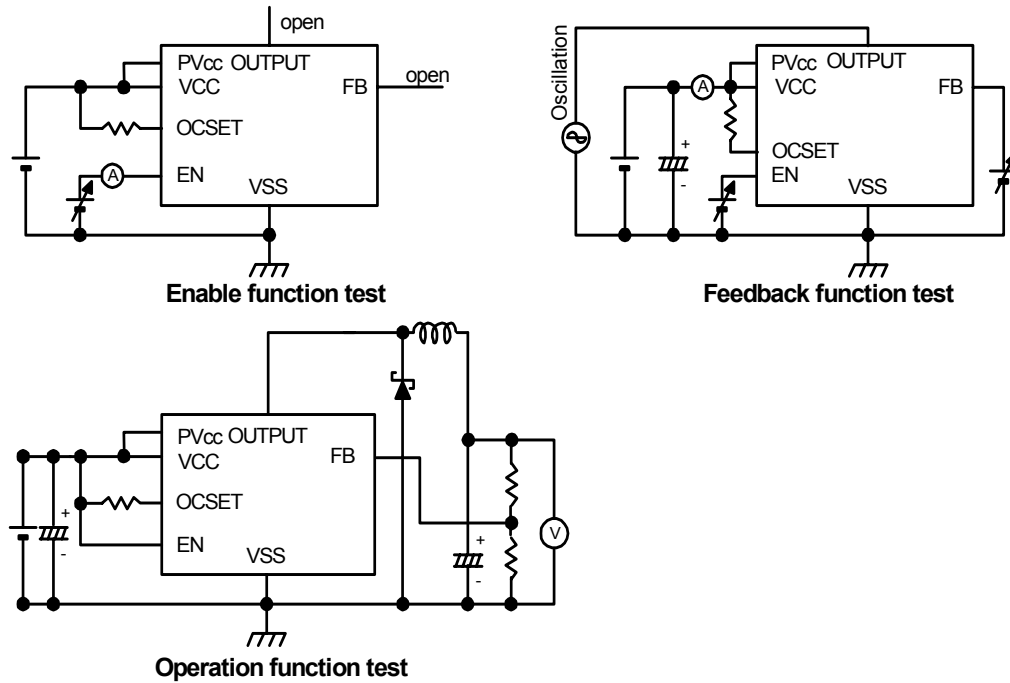 open
PVcc OUTPUT
VCC
FB
open
OCSET
A
EN
VSS
Enable function test
Oscillation
PVcc
OUTPUT
A
VCC
FB
+
-
OCSET
EN
VSS
Feedback function test
PVcc OUTPUT
VCC
FB
OCSET
+
-
EN
VSS
+
-
V
Operation function test